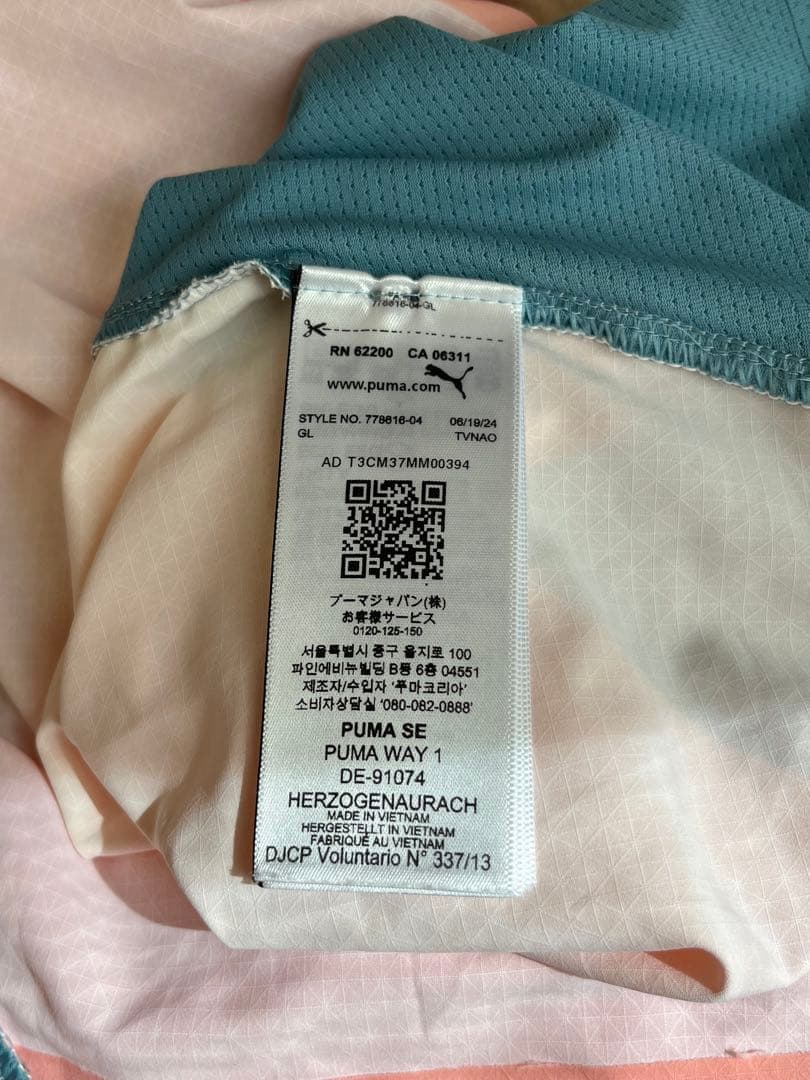 778616-04-GL
RN 62200 CA 06311
www.puma.com
STYLE NO. 778616-04 06/19/24
GL TVNAO
AD T3CM37MM00394
プーマジャパン(株)
お客様サービス
0120-125-150
서울특별시 중구 을지로 100
파인에비뉴빌딩 B동 6층 04551
제조자/수입자 '푸마코리아'
소비자상담실 '080-082-0888'
PUMA SE
PUMA WAY 1
DE-91074
HERZOGENAURACH
MADE IN VIETNAM
HERGESTELLT IN VIETNAM
FABRIQUÉ AU VIETNAM
DJCP Voluntario N° 337/13